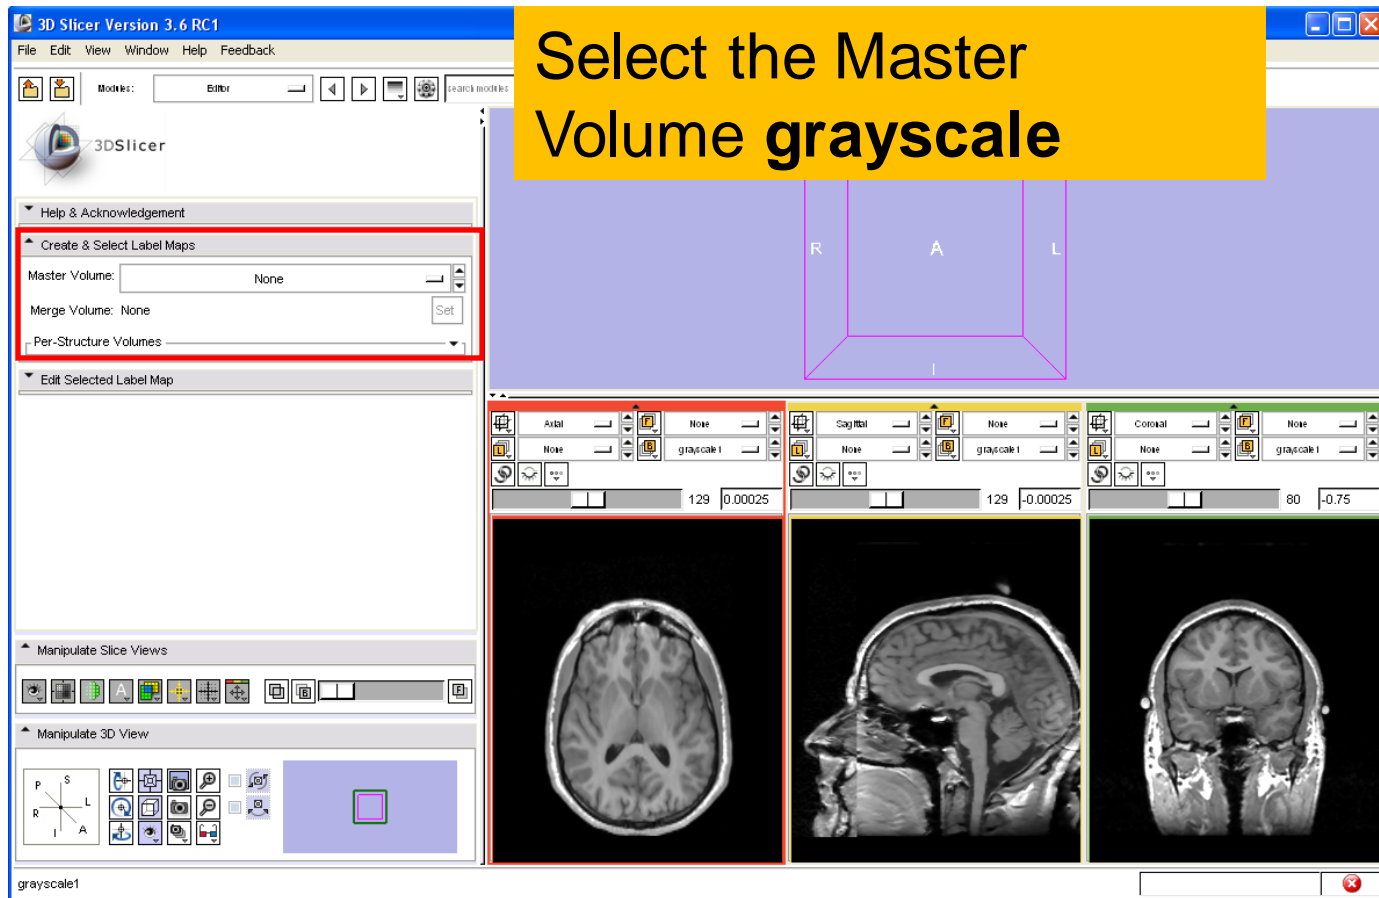 3D Slicer Version 3.6 RC1
File Edit View Window Help Feedback
Select the Master
Volume grayscale
Modules: Editor search modules
3DSlicer
Help & Acknowledgement
Create & Select Label Maps
Master Volume: None
Merge Volume: None Set
Per-Structure Volumes
Edit Selected Label Map
R A L
I
Axial F None
L None B grayscale1
129 0.00025
Sagittal F None
L None B grayscale1
129 -0.00025
Coronal F None
L None B grayscale1
80 -0.75
Manipulate Slice Views
A B F
Manipulate 3D View
P S
R L
I A
grayscale1